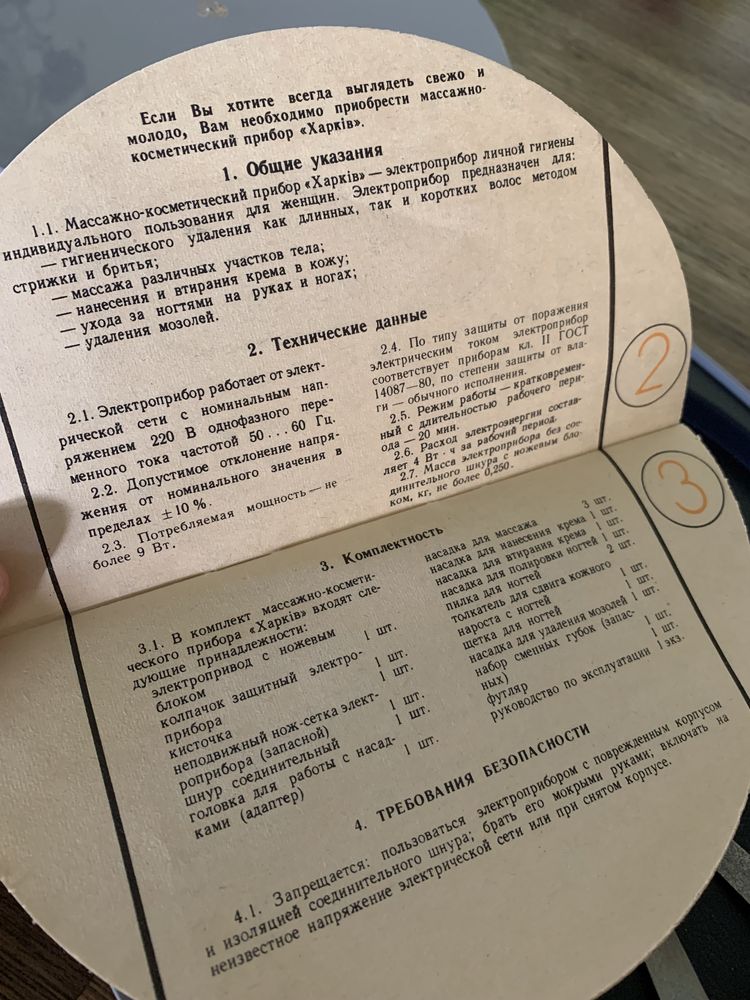 Если Вы хотите всегда выглядеть свежо и
молодо, Вам необходимо приобрести массажно-
косметический прибор «Харків».
1. Общие указания
1.1. Массажно-косметический прибор «Харків» — электроприбор личной гигиены
индивидуального пользования для женщин. Электроприбор предназначен для:
— гигиенического удаления как длинных, так и коротких волос методом
стрижки и бритья;
— массажа различных участков тела;
— нанесения и втирания крема в кожу;
— ухода за ногтями на руках и ногах;
— удаления мозолей.
2. Технические данные
2.1. Электроприбор работает от элект-
рической сети с номинальным нап-
ряжением 220 В однофазного пере-
менного тока частотой 50 . . . 60 Гц.
2.2. Допустимое отклонение напря-
жения от номинального значения в
пределах ±10 %.
2.3. Потребляемая мощность — не
более 9 Вт.
2.4. По типу защиты от поражения
электрическим током электроприбор
соответствует приборам кл. II ГОСТ
14087—80, по степени защиты от вла-
ги — обычного исполнения.
2.5. Режим работы — кратковремен-
ный с длительностью рабочего пери-
ода — 20 мин.
2.6. Расход электроэнергии состав-
ляет 4 Вт · ч за рабочий период.
2.7. Масса электроприбора без сое-
динительного шнура с ножевым бло-
ком, кг, не более 0,250.
2
3
3. Комплектность
3.1. В комплект массажно-космети-
ческого прибора «Харків» входят сле-
дующие принадлежности:
электропривод с ножевым
блоком 1 шт.
колпачок защитный электро-
прибора 1 шт.
кисточка 1 шт.
неподвижный нож-сетка элект-
роприбора (запасной) 1 шт.
шнур соединительный 1 шт.
головка для работы с насад-
ками (адаптер) 1 шт.
насадка для массажа 3 шт.
насадка для нанесения крема 1 шт.
насадка для втирания крема 1 шт.
насадка для полировки ногтей 1 шт.
пилка для ногтей 2 шт.
толкатель для сдвига кожного
нароста с ногтей 1 шт.
щетка для ногтей 1 шт.
насадка для удаления мозолей 1 шт.
набор сменных губок (запас-
ных) 1 шт.
футляр 1 шт.
руководство по эксплуатации 1 экз.
4. ТРЕБОВАНИЯ БЕЗОПАСНОСТИ
4.1. Запрещается: пользоваться электроприбором с поврежденным корпусом
и изоляцией соединительного шнура; брать его мокрыми руками; включать на
неизвестное напряжение электрической сети или при снятом корпусе.